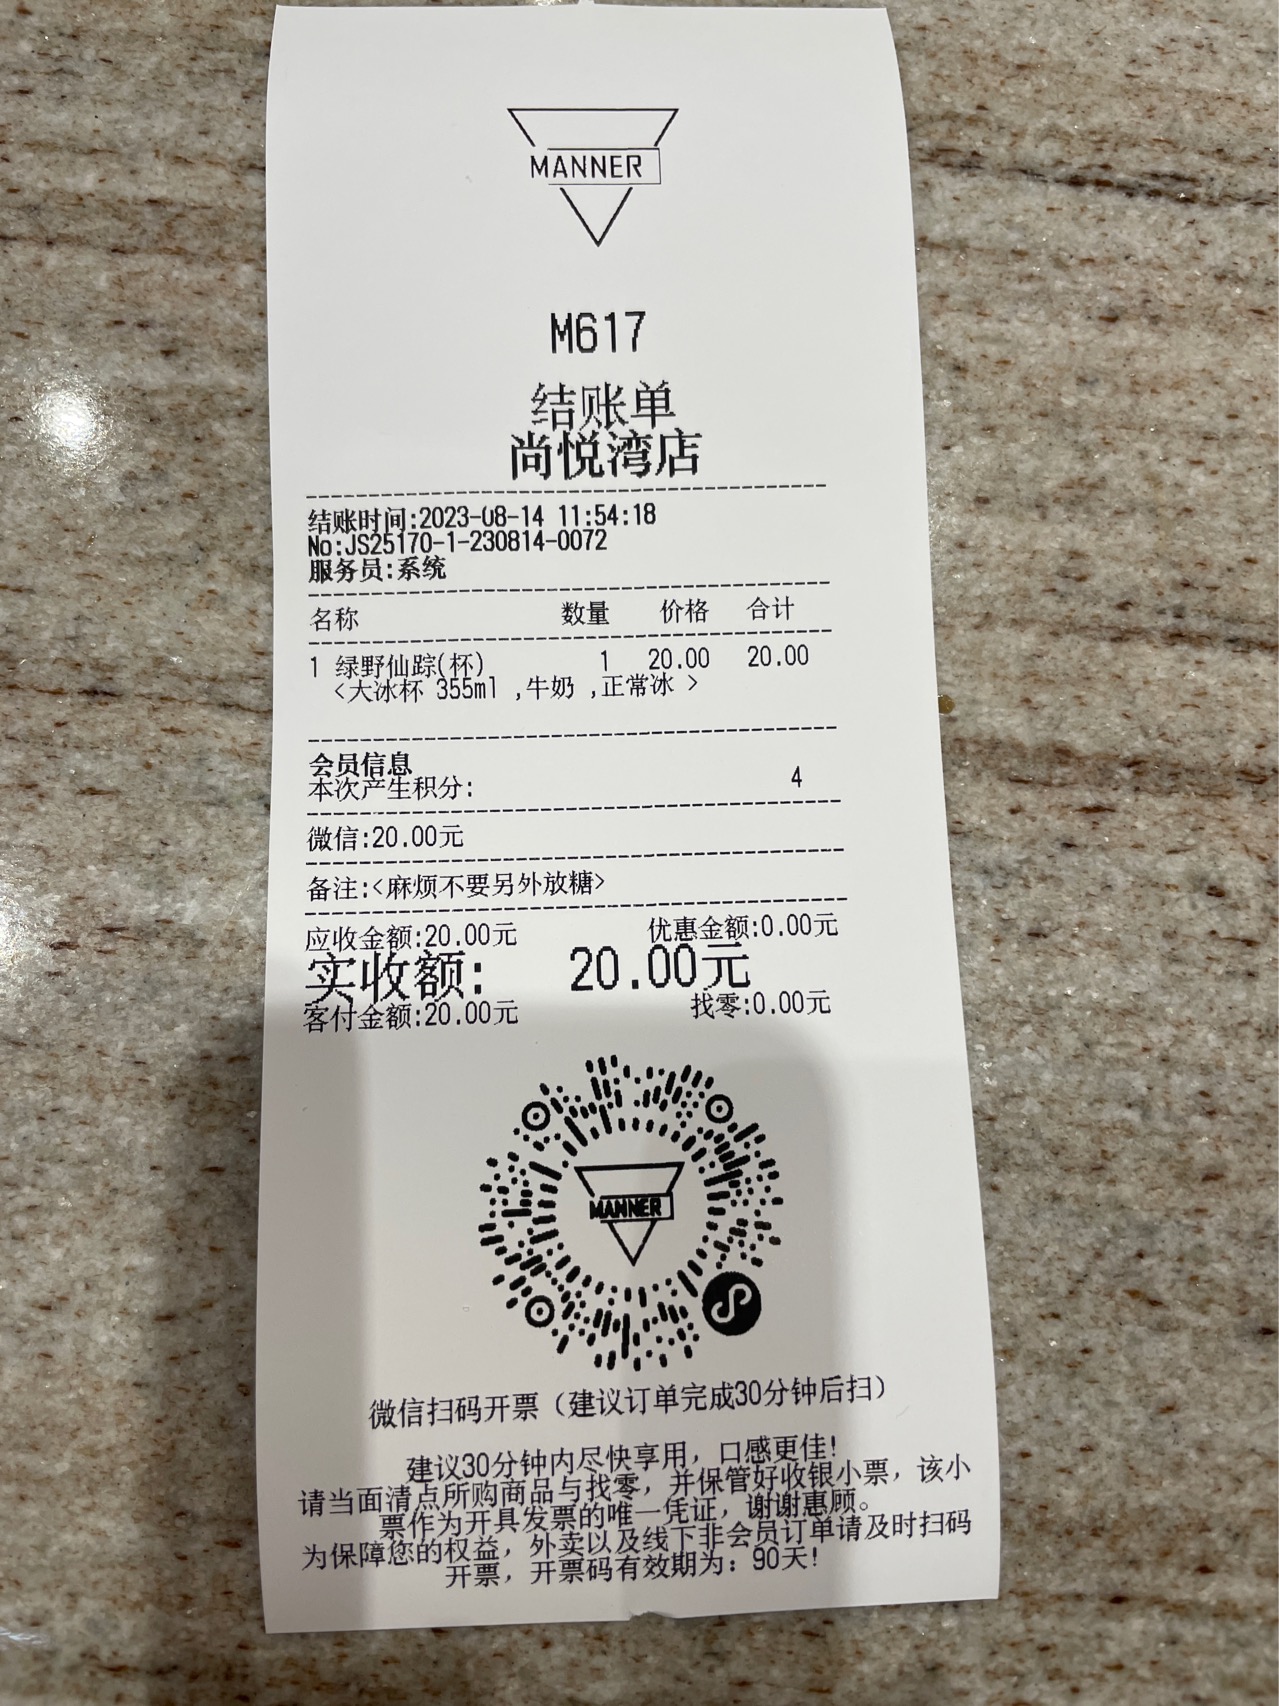 MANNER
M617
结账单
尚悦湾店
结账时间:2023-08-14 11:54:18
No:JS25170-1-230814-0072
服务员:系统
名称 数量 价格 合计
1 绿野仙踪(杯) 1 20.00 20.00
<大冰杯 355ml ,牛奶 ,正常冰 >
会员信息
本次产生积分: 4
微信:20.00元
备注:<麻烦不要另外放糖>
应收金额:20.00元 优惠金额:0.00元
实收额: 20.00元
客付金额:20.00元 找零:0.00元
MANNER
微信扫码开票（建议订单完成30分钟后扫）
建议30分钟内尽快享用，口感更佳!
请当面清点所购商品与找零，并保管好收银小票，该小
票作为开具发票的唯一凭证，谢谢惠顾。
为保障您的权益，外卖以及线下非会员订单请及时扫码
开票，开票码有效期为：90天!